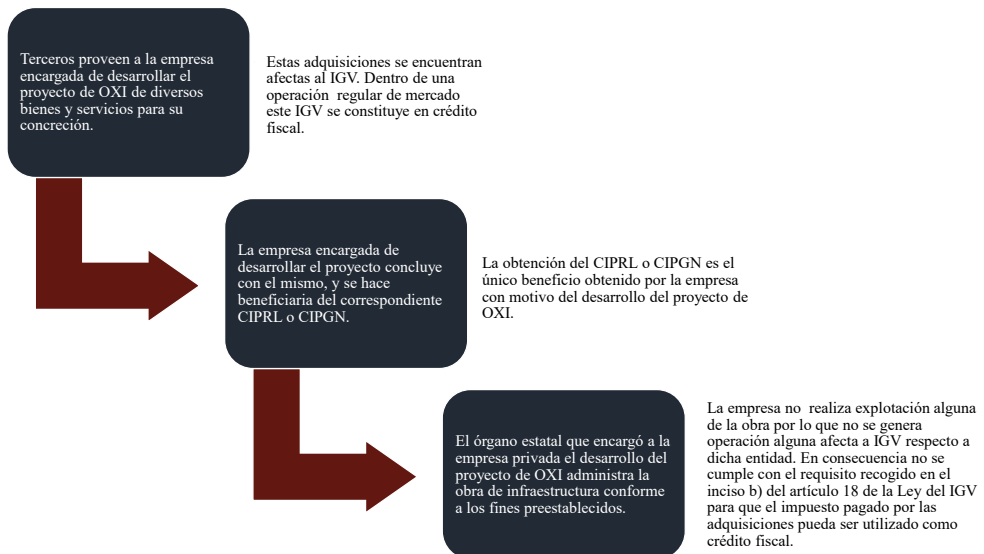 Terceros proveen a la empresa
encargada de desarrollar el
proyecto de OXI de diversos
bienes y servicios para su
concreción.
Estas adquisiciones se encuentran
afectas al IGV. Dentro de una
operación regular de mercado
este IGV se constituye en crédito
fiscal.
La empresa encargada de
desarrollar el proyecto concluye
con el mismo, y se hace
beneficiaria del correspondiente
CIPRL o CIPGN.
La obtención del CIPRL o CIPGN es el
único beneficio obtenido por la empresa
con motivo del desarrollo del proyecto de
OXI.
El órgano estatal que encargó a la
empresa privada el desarrollo del
proyecto de OXI administra la
obra de infraestructura conforme
a los fines preestablecidos.
La empresa no realiza explotación alguna
de la obra por lo que no se genera
operación alguna afecta a IGV respecto a
dicha entidad. En consecuencia no se
cumple con el requisito recogido en el
inciso b) del artículo 18 de la Ley del IGV
para que el impuesto pagado por las
adquisiciones pueda ser utilizado como
crédito fiscal.